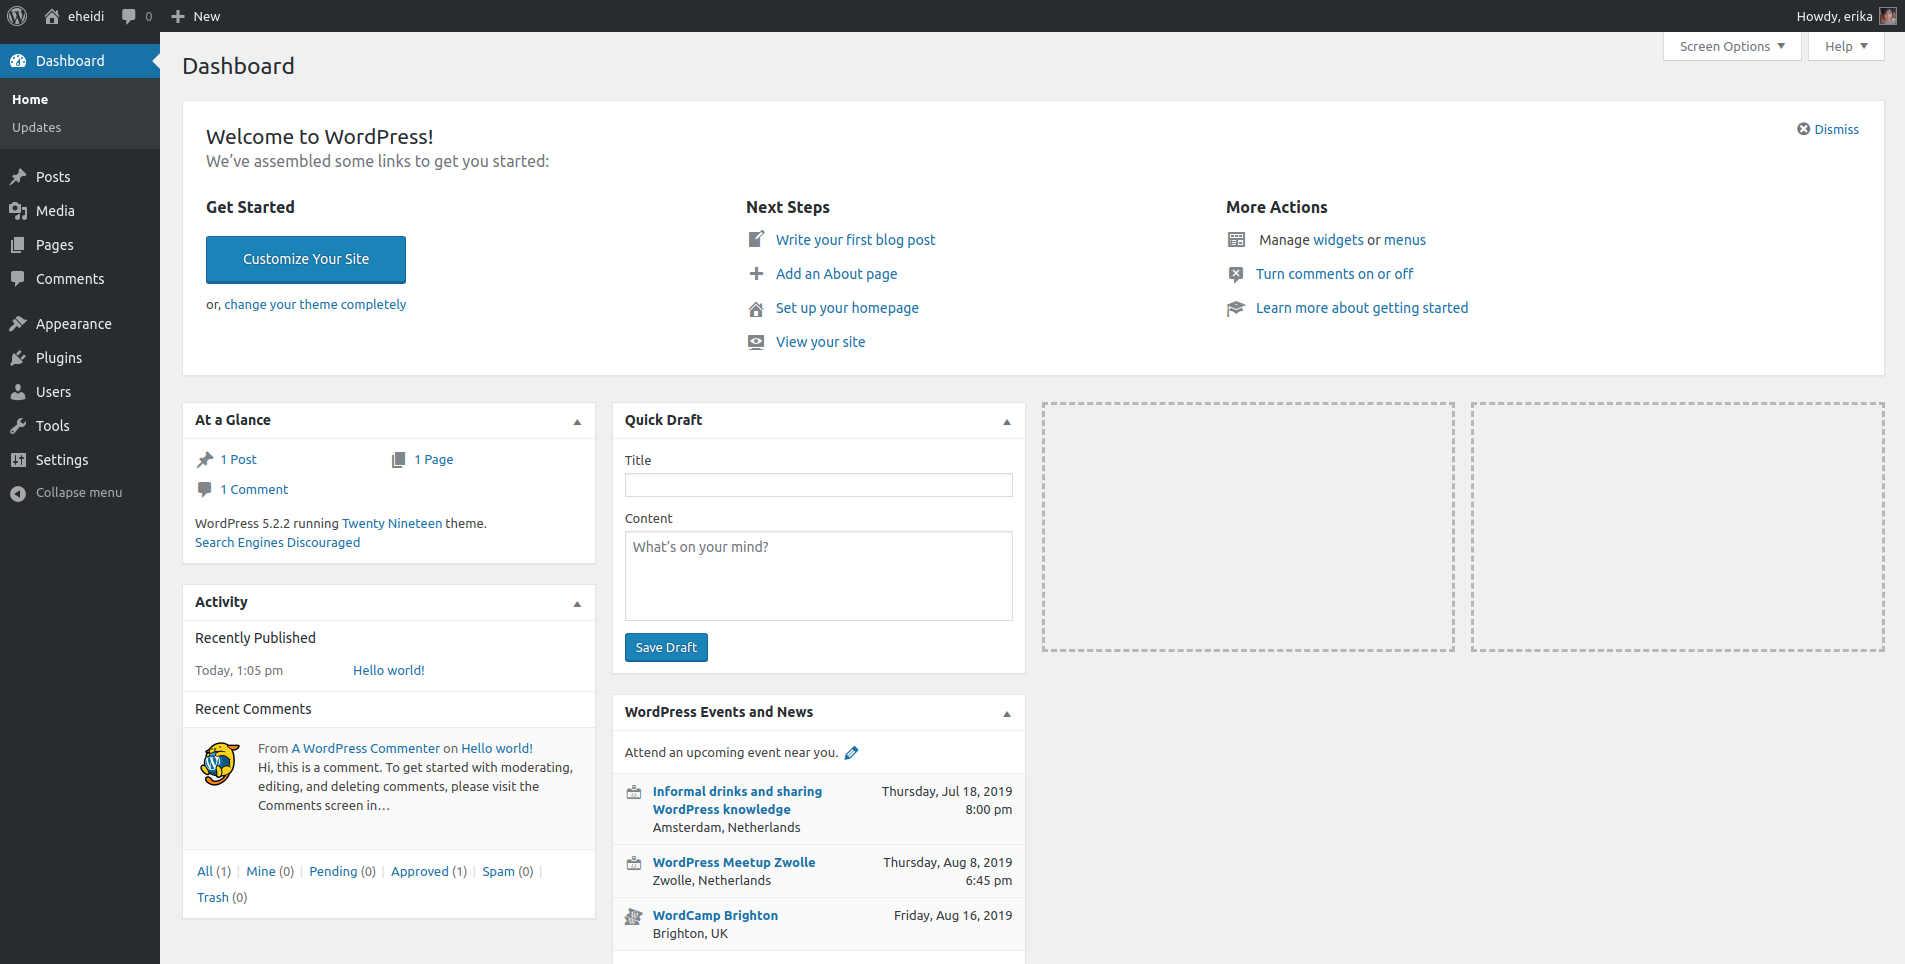 eheidi 0 New Howdy, erika
Dashboard
Home
Updates
Posts
Media
Pages
Comments
Appearance
Plugins
Users
Tools
Settings
Collapse menu
Screen Options Help
Dashboard
Welcome to WordPress!
We’ve assembled some links to get you started:
Dismiss
Get Started
Customize Your Site
or, change your theme completely
Next Steps
Write your first blog post
Add an About page
Set up your homepage
View your site
More Actions
Manage widgets or menus
Turn comments on or off
Learn more about getting started
At a Glance
1 Post 1 Page
1 Comment
WordPress 5.2.2 running Twenty Nineteen theme.
Search Engines Discouraged
Activity
Recently Published
Today, 1:05 pm Hello world!
Recent Comments
From A WordPress Commenter on Hello world!
Hi, this is a comment. To get started with moderating,
editing, and deleting comments, please visit the
Comments screen in…
All (1) | Mine (0) | Pending (0) | Approved (1) | Spam (0) |
Trash (0)
Quick Draft
Title
Content
What’s on your mind?
Save Draft
WordPress Events and News
Attend an upcoming event near you.
Informal drinks and sharing Thursday, Jul 18, 2019
WordPress knowledge 8:00 pm
Amsterdam, Netherlands
WordPress Meetup Zwolle Thursday, Aug 8, 2019
Zwolle, Netherlands 6:45 pm
WordCamp Brighton Friday, Aug 16, 2019
Brighton, UK